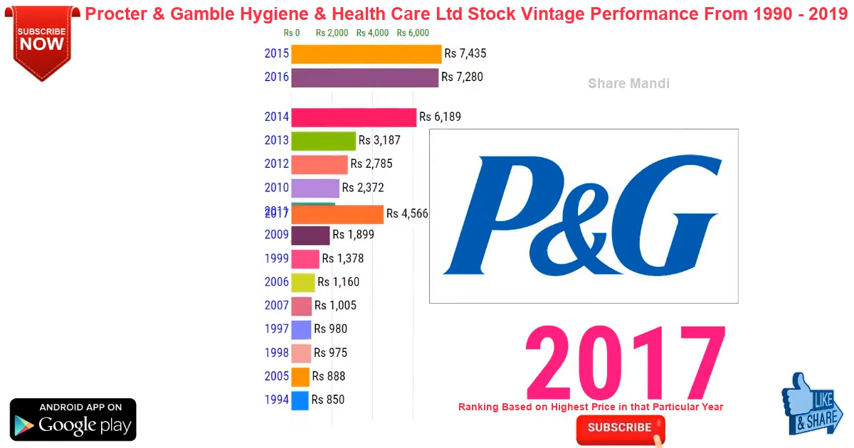 Procter & Gamble Hygiene & Health Care Ltd Stock Vintage Performance From 1990 - 2019
SUBSCRIBE
NOW
Rs 0 Rs 2,000 Rs 4,000 Rs 6,000
2015 Rs 7,435
2016 Rs 7,280
Share Mandi
2014 Rs 6,189
2013 Rs 3,187
2012 Rs 2,785
2010 Rs 2,372
2011
2017 Rs 4,566
2009 Rs 1,899
1999 Rs 1,378
2006 Rs 1,160
2007 Rs 1,005
1997 Rs 980
1998 Rs 975
2005 Rs 888
1994 Rs 850
P&G
2017
Ranking Based on Highest Price in that Particular Year
SUBSCRIBE
LIKE
& SHARE
ANDROID APP ON
Google play